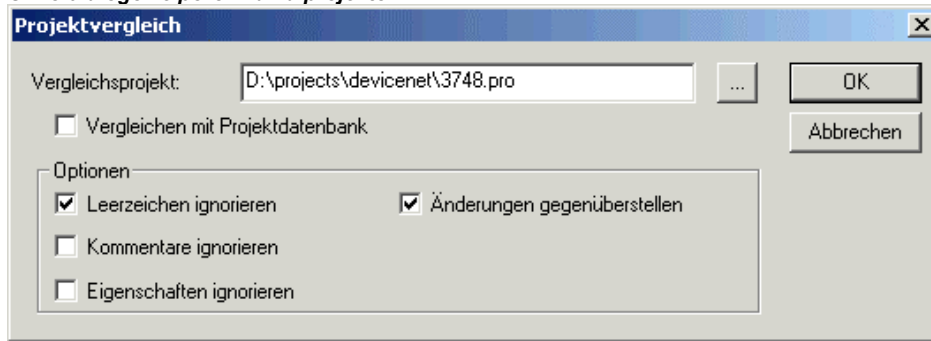 Projektvergleich
Vergleichsprojekt: D:\projects\devicenet\3748.pro ... OK
Vergleichen mit Projektdatenbank Abbrechen
Optionen
Leerzeichen ignorieren Änderungen gegenüberstellen
Kommentare ignorieren
Eigenschaften ignorieren